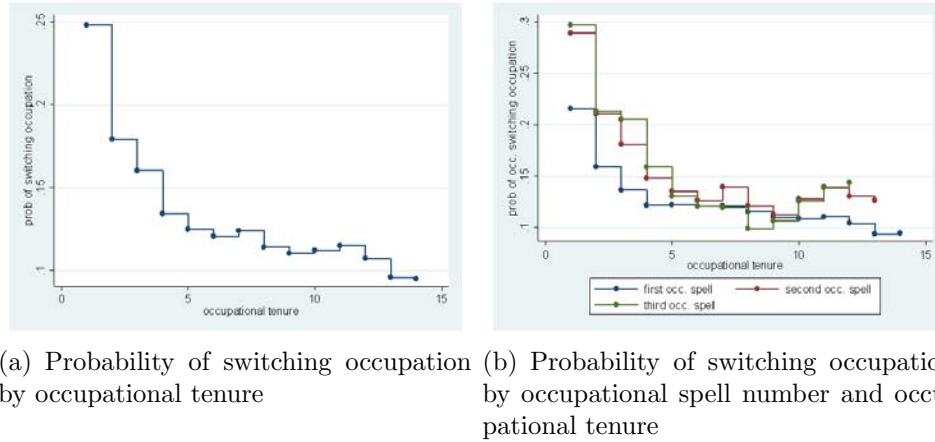 .25
.2
.15
.1
prob of switching occupation
0 5 10 15
occupational tenure
.3
.25
.2
.15
.1
prob of occ. switching occupation
0 5 10 15
occupational tenure
first occ. spell second occ. spell
third occ. spell
(a) Probability of switching occupation
by occupational tenure
(b) Probability of switching occupatio
by occupational spell number and occu
pational tenure